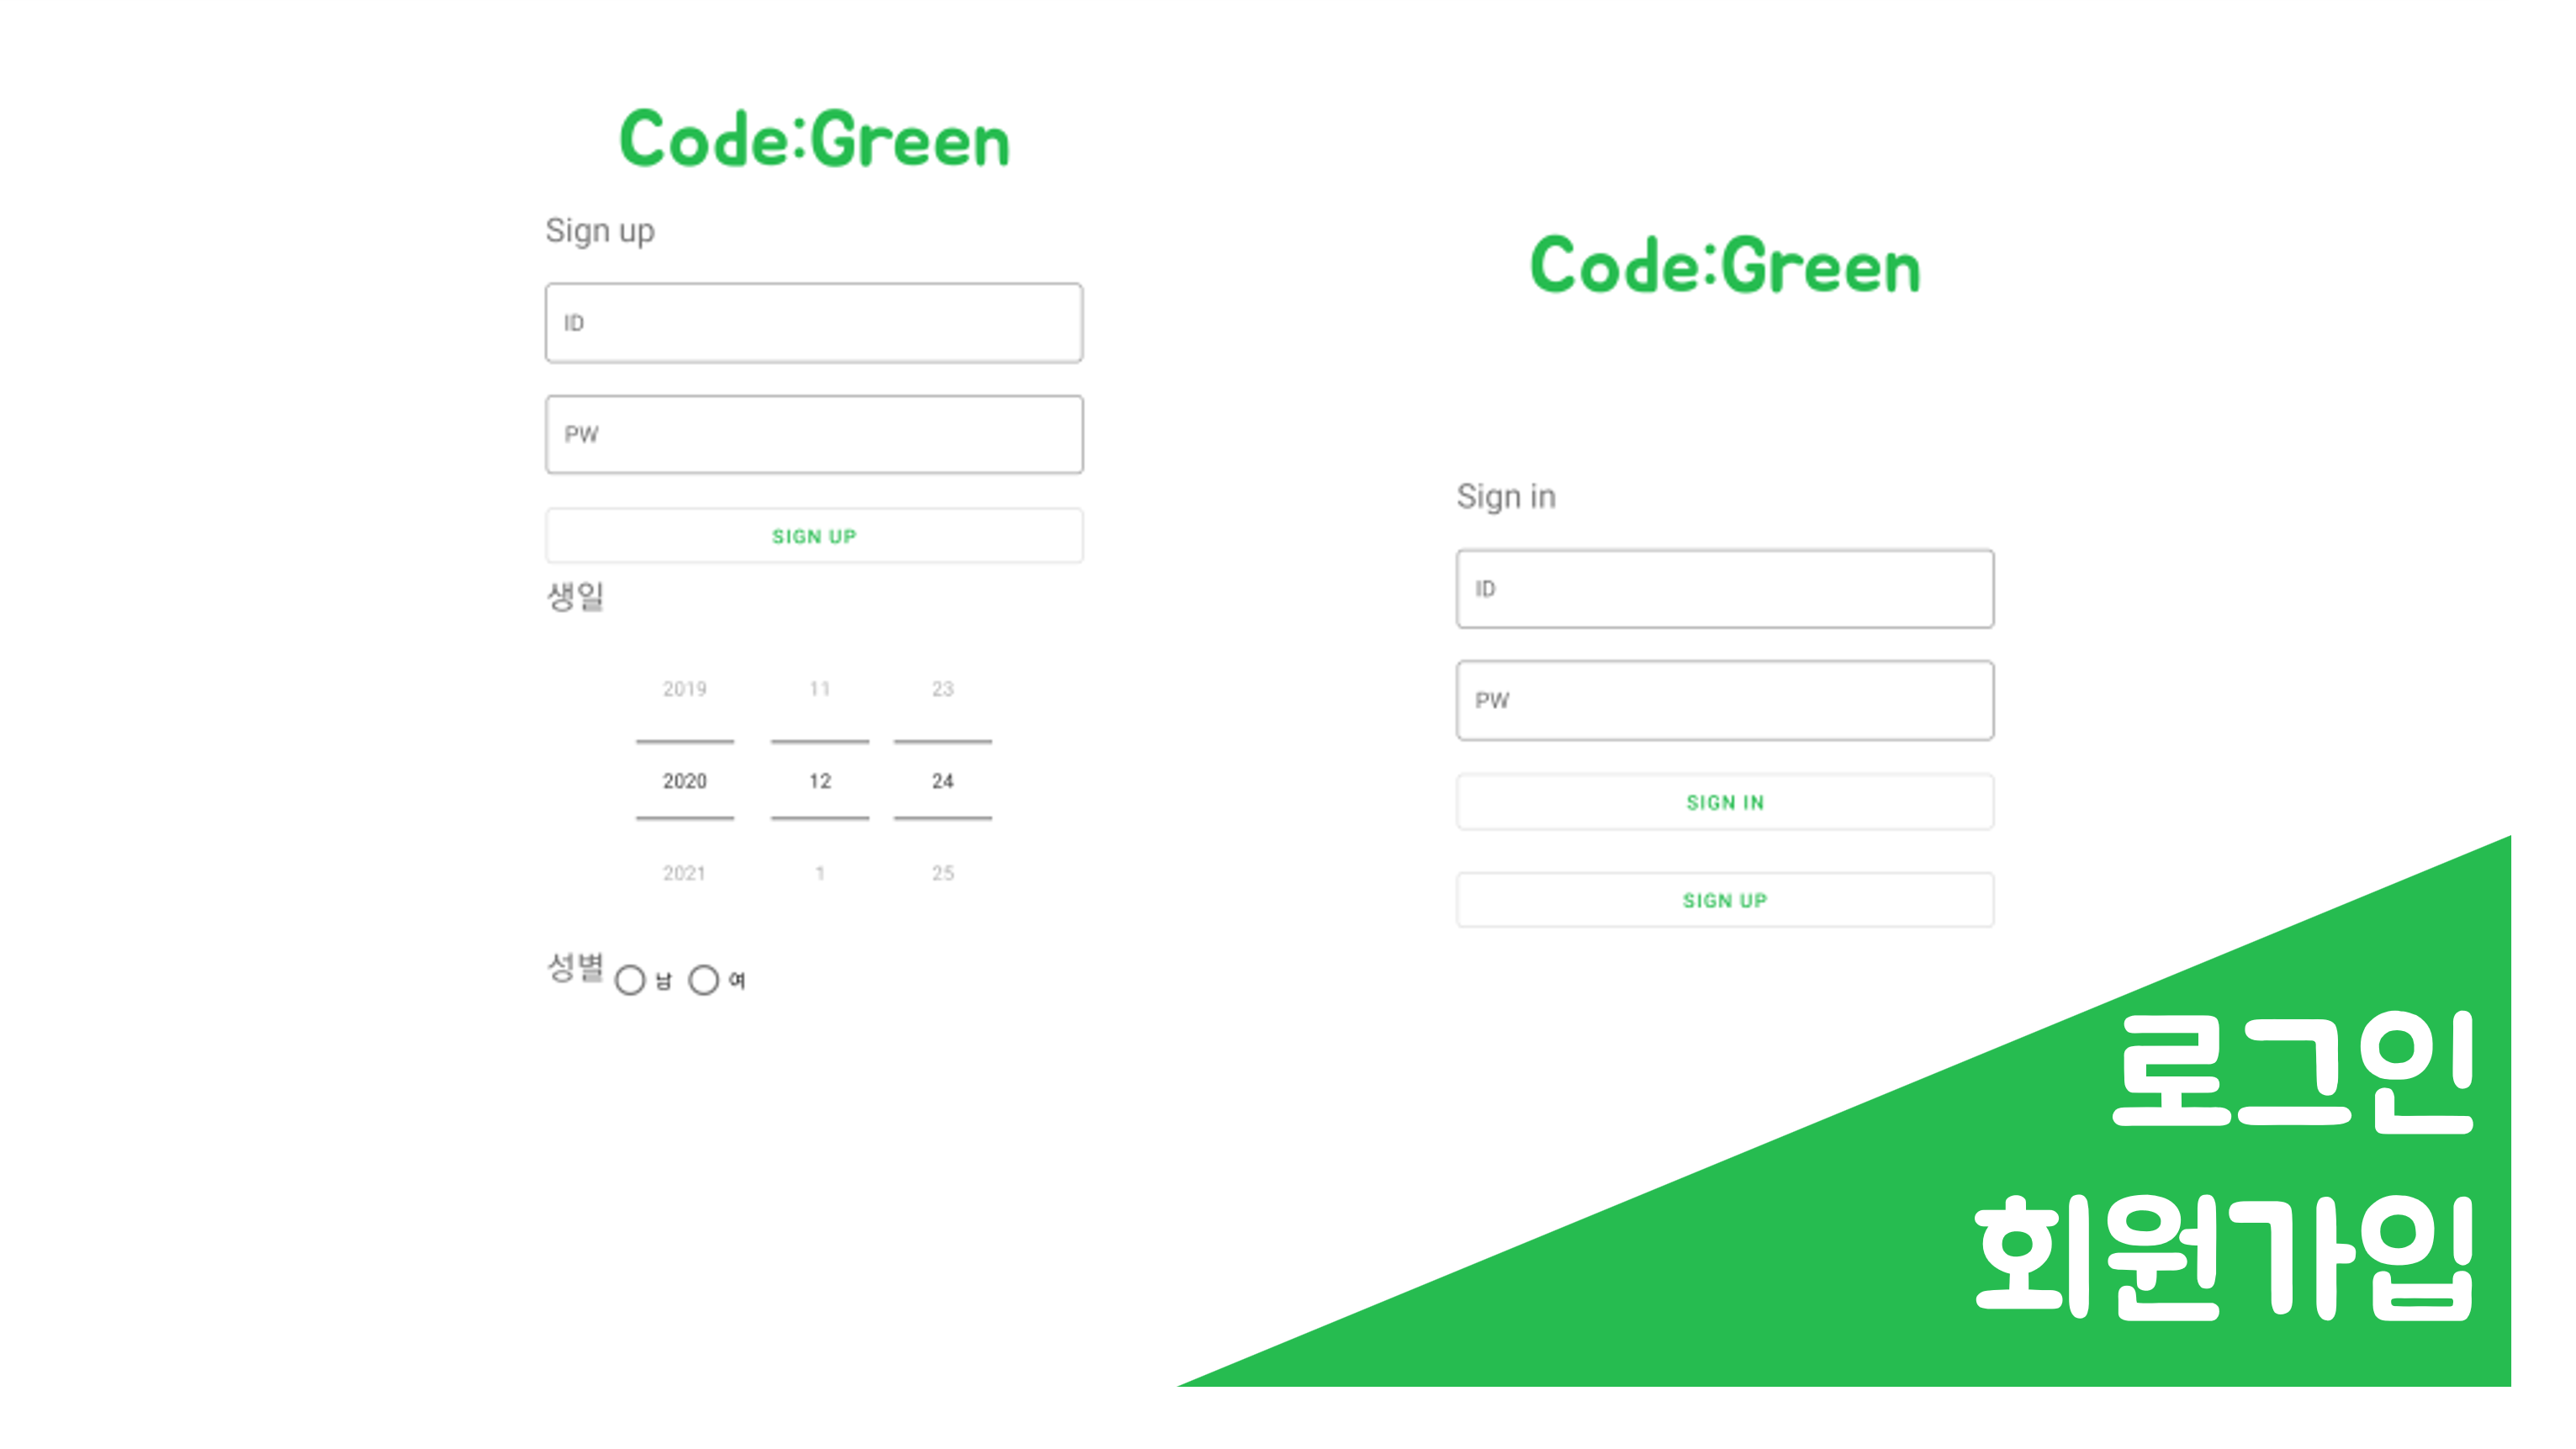 Code:Green
Sign up
ID
PW
SIGN UP
생일
2019 11 23
2020 12 24
2021 1 25
성별 남 여
Code:Green
Sign in
ID
PW
SIGN IN
SIGN UP
로그인
회원가입